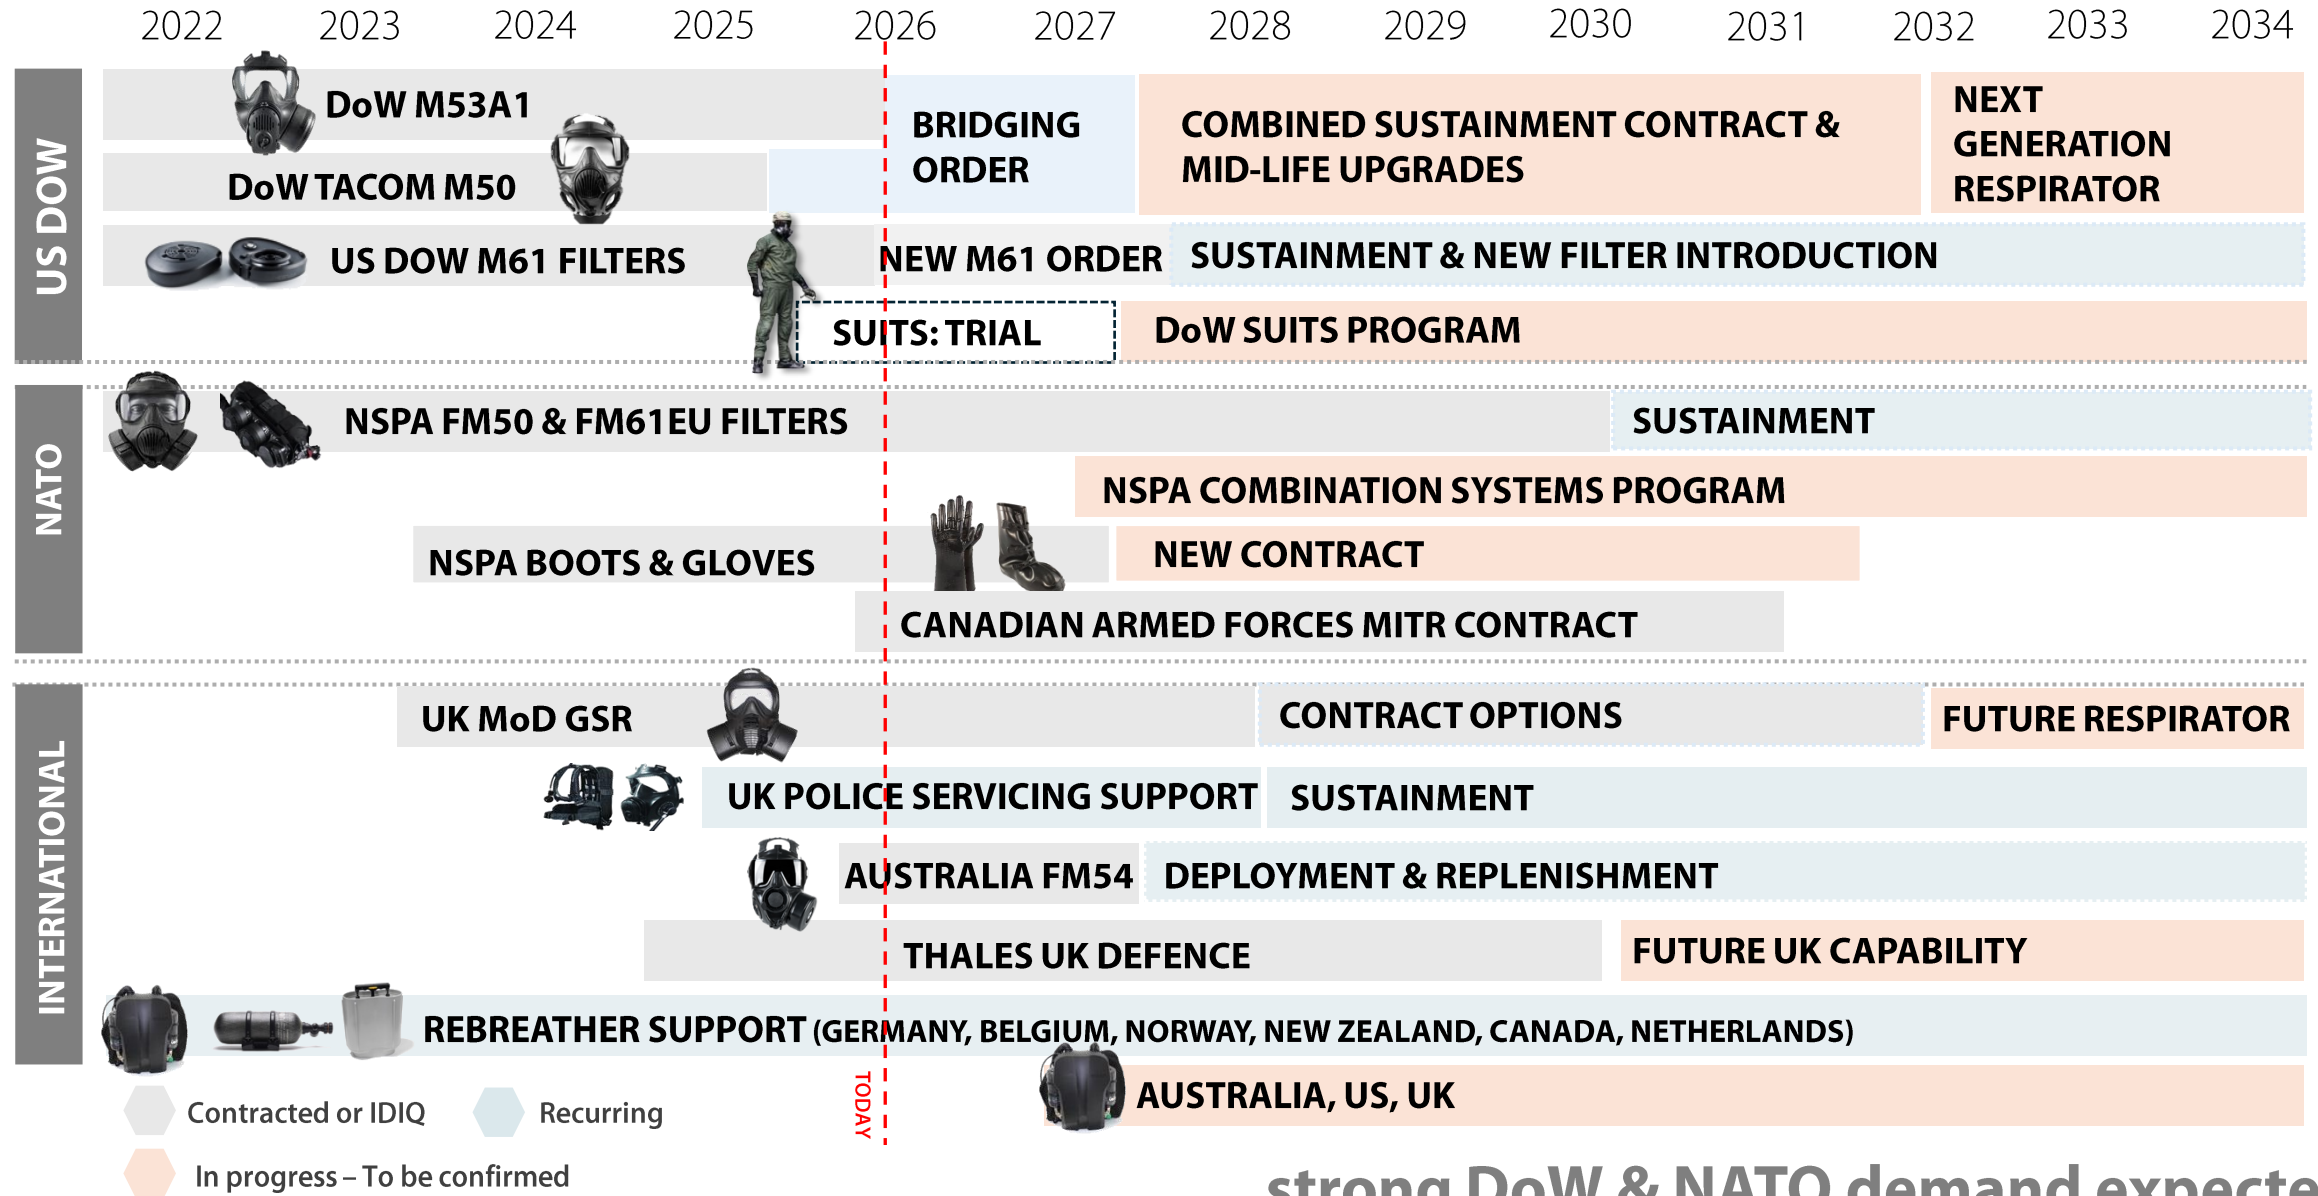 2022 2023 2024 2025 2026 2027 2028 2029 2030 2031 2032 2033 2034
US DOW
DoW M53A1
DoW TACOM M50
BRIDGING
ORDER
COMBINED SUSTAINMENT CONTRACT &
MID-LIFE UPGRADES
NEXT
GENERATION
RESPIRATOR
US DOW M61 FILTERS
NEW M61 ORDER
SUSTAINMENT & NEW FILTER INTRODUCTION
SUITS: TRIAL
DoW SUITS PROGRAM
NATO
NSPA FM50 & FM61EU FILTERS
SUSTAINMENT
NSPA COMBINATION SYSTEMS PROGRAM
NSPA BOOTS & GLOVES
NEW CONTRACT
CANADIAN ARMED FORCES MITR CONTRACT
INTERNATIONAL
UK MoD GSR
CONTRACT OPTIONS
FUTURE RESPIRATOR
UK POLICE SERVICING SUPPORT
SUSTAINMENT
AUSTRALIA FM54
DEPLOYMENT & REPLENISHMENT
THALES UK DEFENCE
FUTURE UK CAPABILITY
REBREATHER SUPPORT (GERMANY, BELGIUM, NORWAY, NEW ZEALAND, CANADA, NETHERLANDS)
AUSTRALIA, US, UK
TODAY
Contracted or IDIQ
Recurring
In progress – To be confirmed
strong DoW & NATO demand expecte